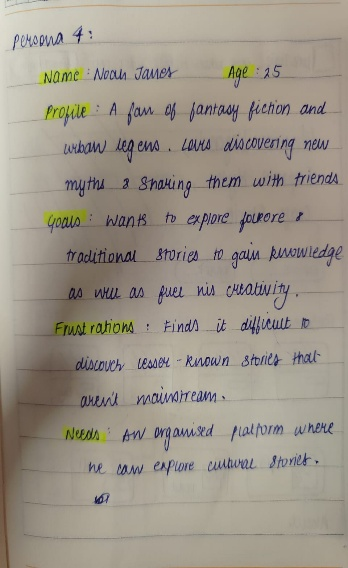 Persona 4:
Name: Noah James Age: 25
Profile: A fan of fantasy fiction and
urban legens. Loves discovering new
myths & sharing them with friends
Goals: Wants to explore folkore &
traditional stories to gain knowledge
as well as fuel his creativity.
Frustrations: Finds it difficult to
discover lesser-known stories that
aren't mainstream.
Needs: An organised platform where
he can explore cultural stories.